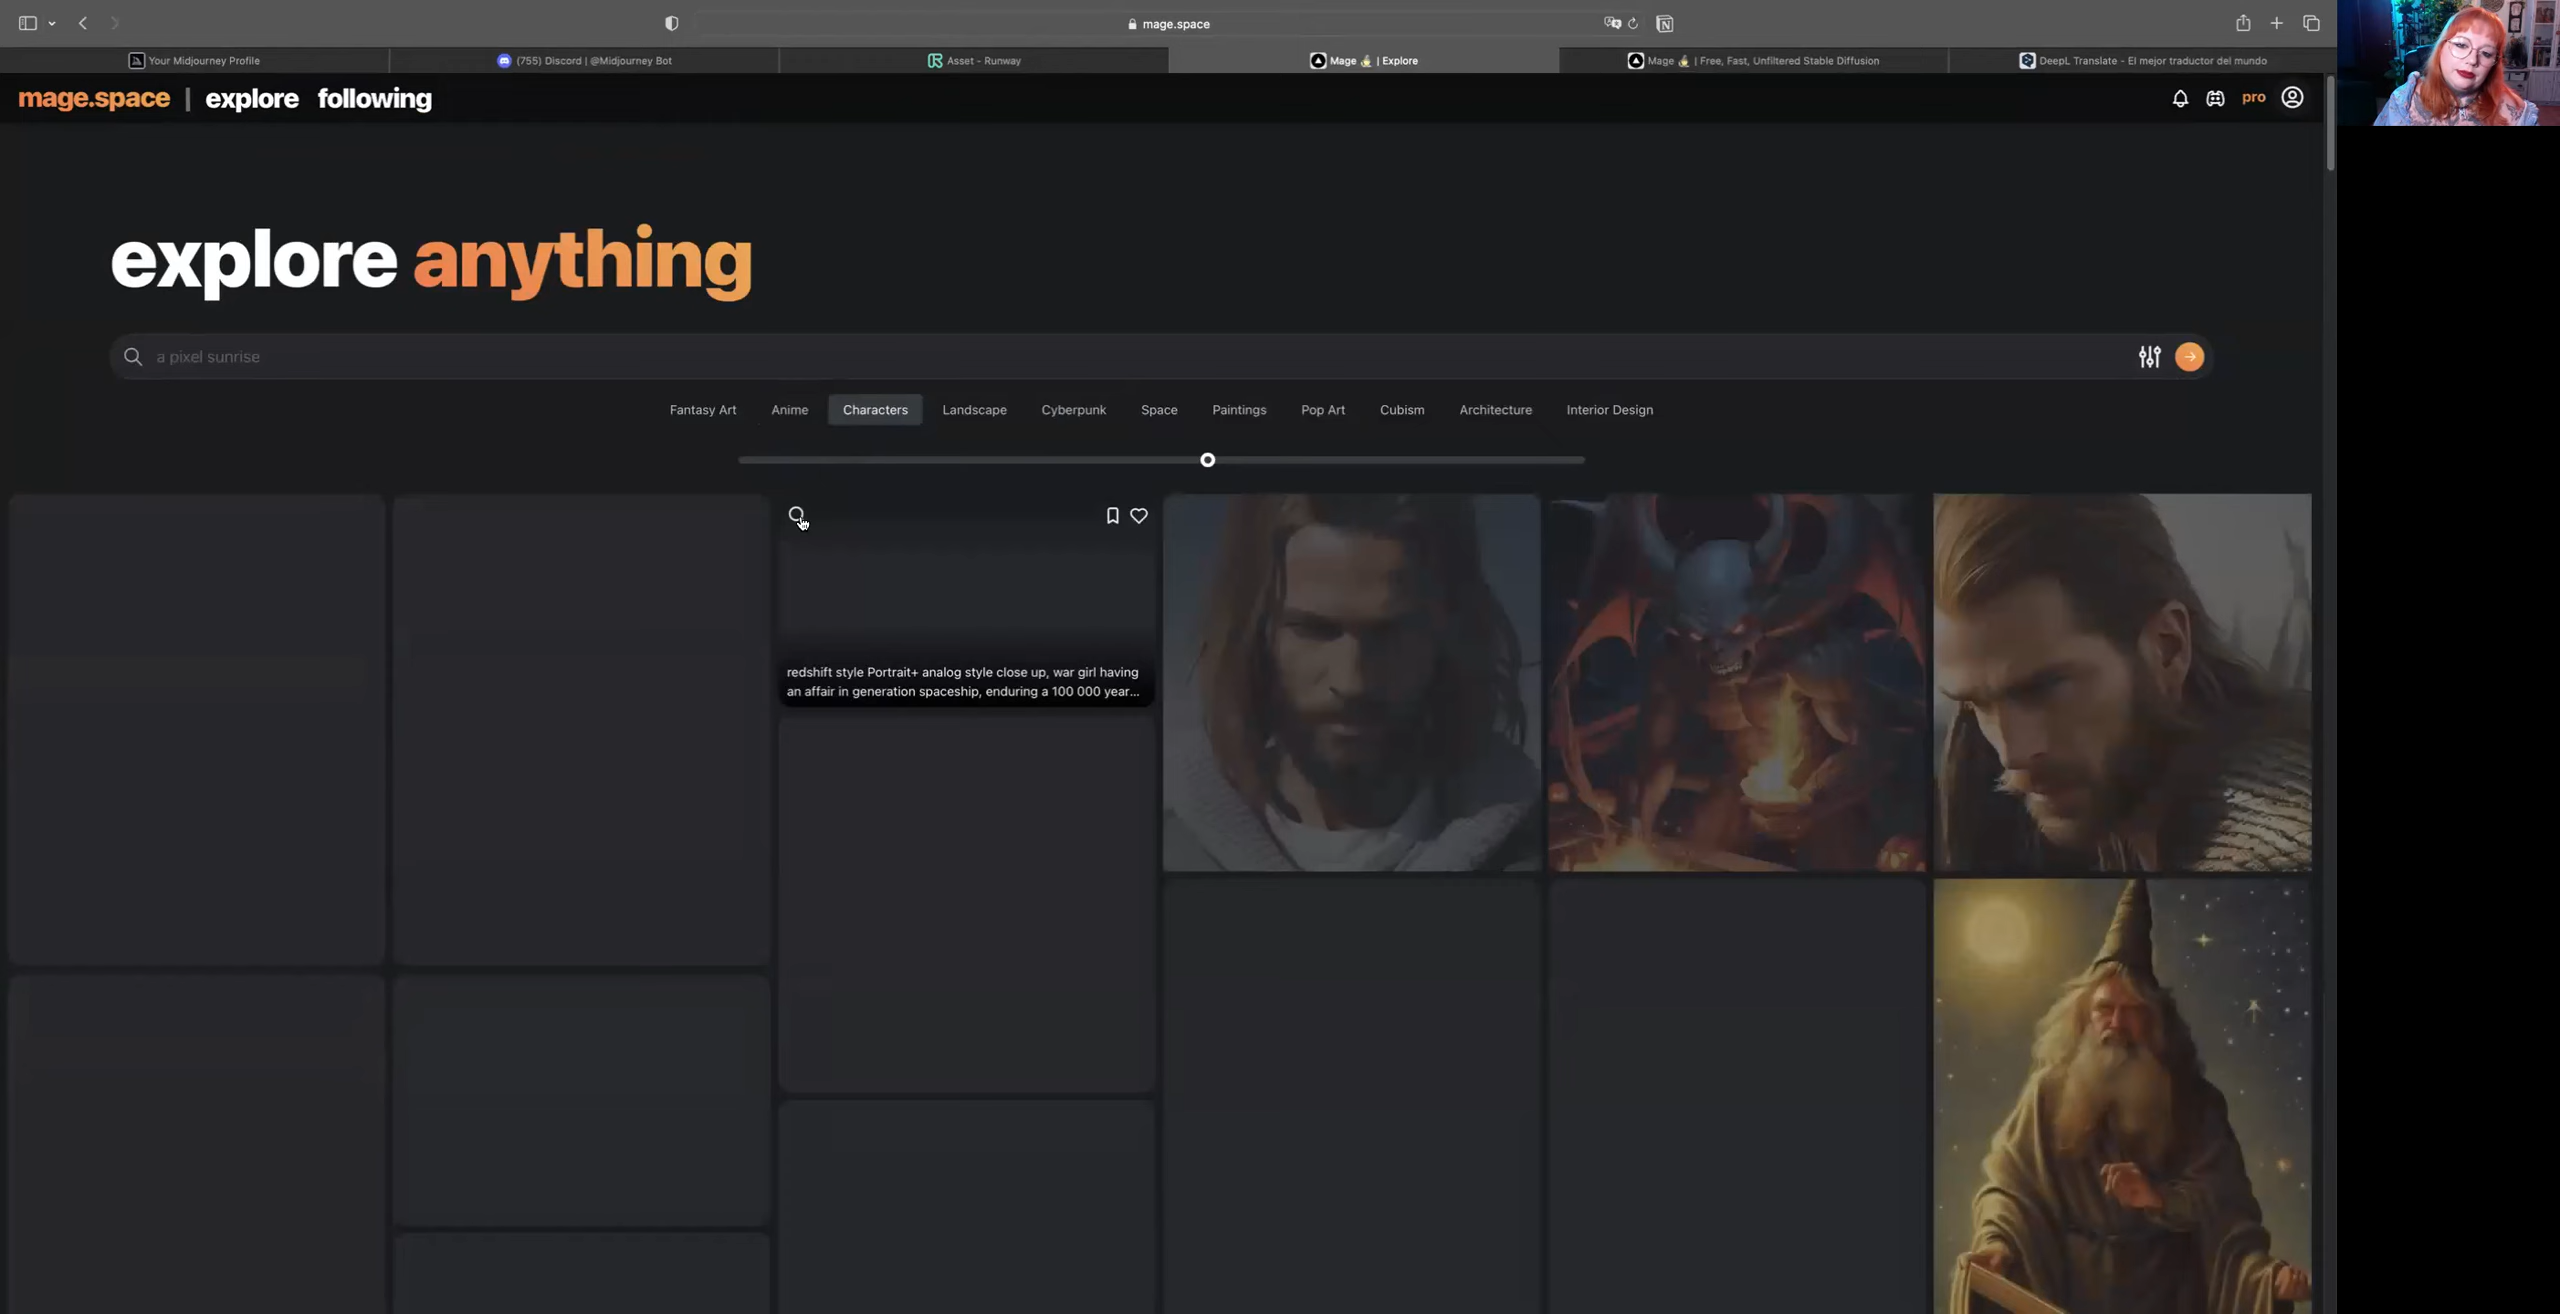 mage.space
Your Midjourney Profile
(755) Discord | @Midjourney Bot
Asset - Runway
Mage 🧙 | Explore
Mage 🧙 | Free, Fast, Unfiltered Stable Diffusion
DeepL Translate - El mejor traductor del mundo
mage.space | explore following
pro
explore anything
a pixel sunrise
Fantasy Art Anime Characters Landscape Cyberpunk Space Paintings Pop Art Cubism Architecture Interior Design
redshift style Portrait+ analog style close up, war girl having
an affair in generation spaceship, enduring a 100 000 year...